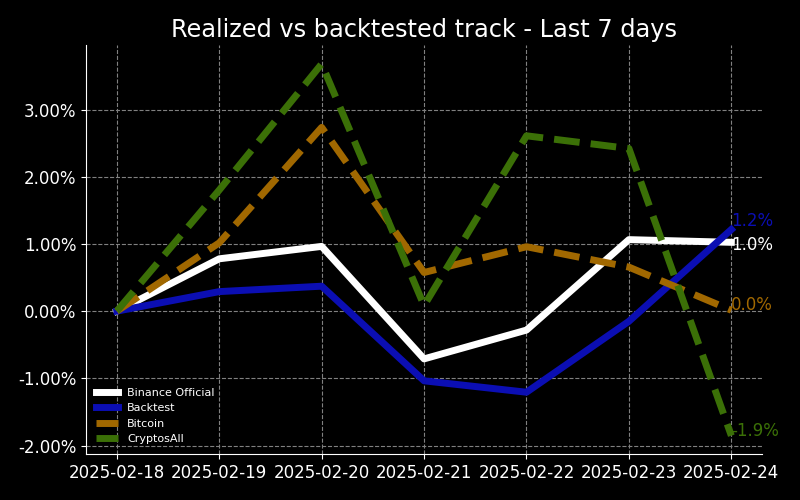 Realized vs backtested track - Last 7 days
3.00%
2.00%
1.00%
0.00%
-1.00%
-2.00%
1.2%
1.0%
0.0%
-1.9%
Binance Official
Backtest
Bitcoin
CryptosAll
2025-02-18 2025-02-19 2025-02-20 2025-02-21 2025-02-22 2025-02-23 2025-02-24